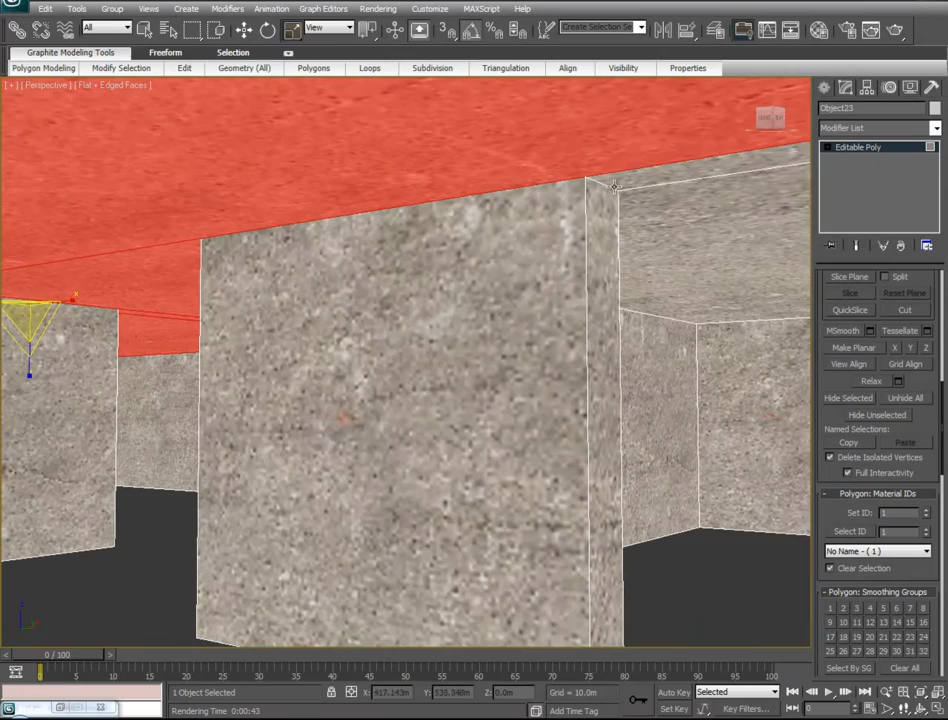 Edit Tools Group Views Create Modifiers Animation Graph Editors Rendering Customize MAXScript Help
All View 3 Create Selection Se
Graphite Modeling Tools Freeform Selection
Polygon Modeling Modify Selection Edit Geometry (All) Polygons Loops Subdivision Triangulation Align Visibility Properties
[ + ] [ Perspective ] [ Flat + Edged Faces ]
Object23
Modifier List
Editable Poly
x
Slice Plane Split
Slice Reset Plane
QuickSlice Cut
MSmooth Tessellate
Make Planar X Y Z
View Align Grid Align
Relax
Hide Selected Unhide All
Hide Unselected
Named Selections:
Copy Paste
Delete Isolated Vertices
Full Interactivity
- Polygon: Material IDs
Set ID: 1
Select ID 1
No Name - ( 1 )
Clear Selection
- Polygon: Smoothing Groups
1 2 3 4 5 6 7 8
9 10 11 12 13 14 15 16
17 18 19 20 21 22 23 24
25 26 27 28 29 30 31 32
Select By SG Clear All
< 0 / 100 >
0 5 10 15 20 25 30 35 40 45 50 55 60 65 70 75 80 85 90 95 100
1 Object Selected X: 417.143m Y: 538.348m Z: 0.0m Grid = 10.0m Auto Key Selected
Rendering Time 0:00:43 Add Time Tag Set Key Key Filters... 0